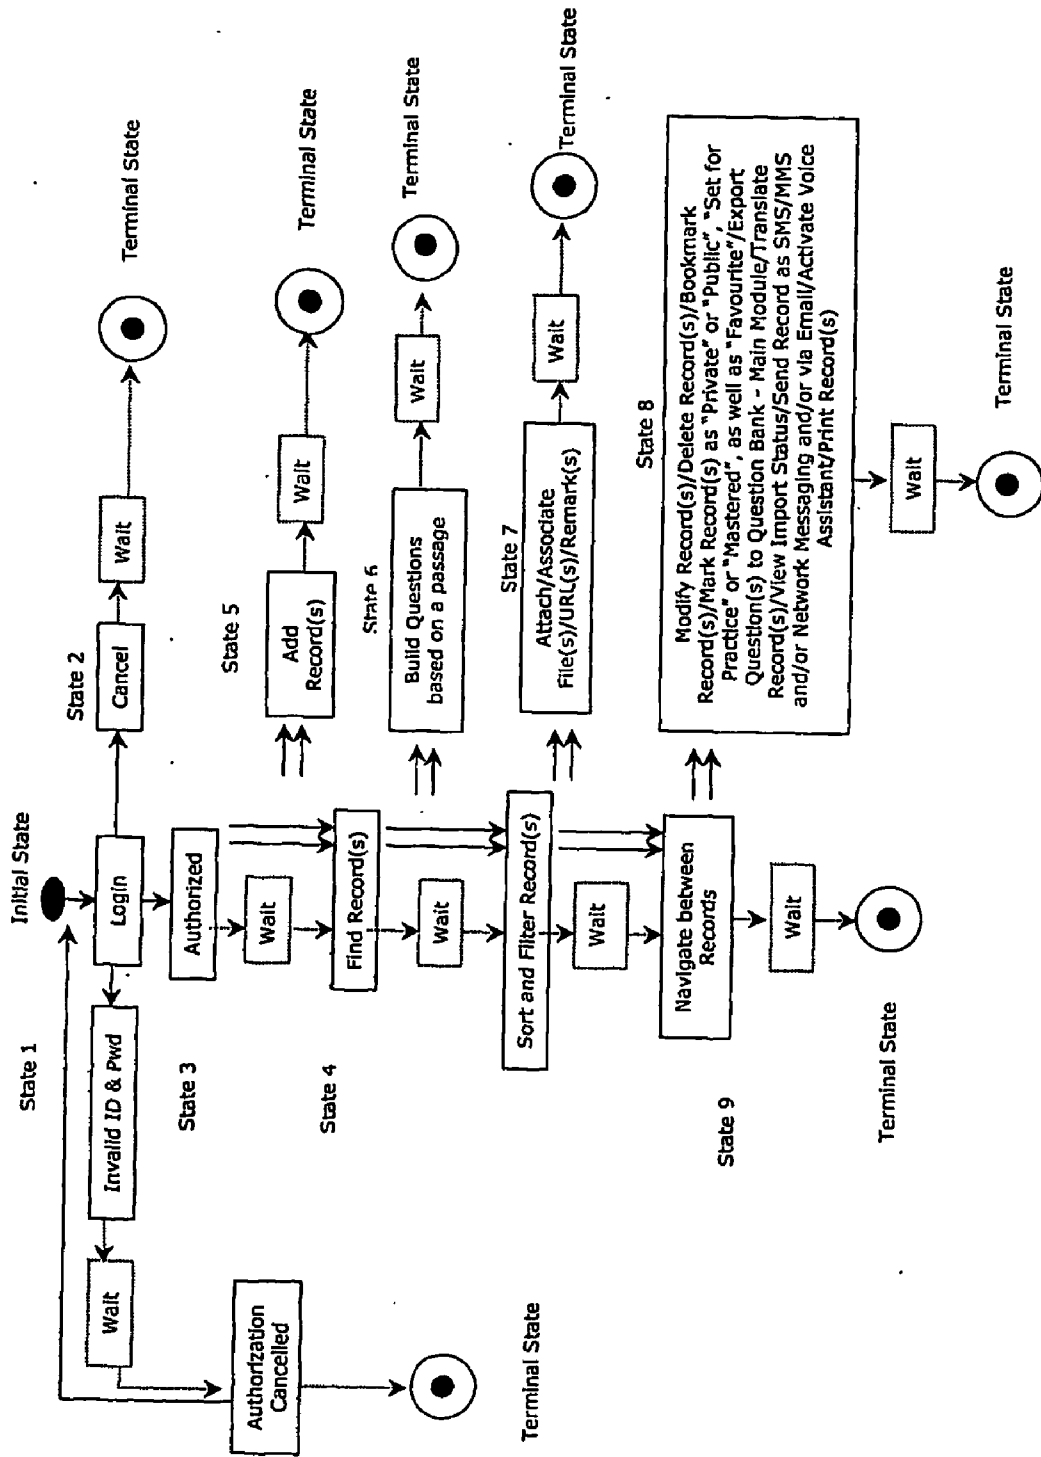 Initial State
State 1
Login
State 2
Cancel
Wait
Terminal State
Invalid ID & Pwd
Wait
Authorization
Cancelled
Terminal State
State 3
Authorized
Wait
State 5
Add
Record(s)
Wait
Terminal State
State 4
Find Record(s)
Wait
State 6
Build Questions
based on a passage
Wait
Terminal State
Sort and Filter Record(s)
Wait
State 7
Attach/Associate
File(s)/URL(s)/Remark(s)
Wait
Terminal State
State 9
Navigate between
Records
Wait
Terminal State
State 8
Modify Record(s)/Delete Record(s)/Bookmark
Record(s)/Mark Record(s) as “Private” or “Public”, “Set for
Practice” or “Mastered”, as well as “Favourite”/Export
Question(s) to Question Bank - Main Module/Translate
Record(s)/View Import Status/Send Record as SMS/MMS
and/or Network Messaging and/or via Email/Activate Voice
Assistant/Print Record(s)
Wait
Terminal State